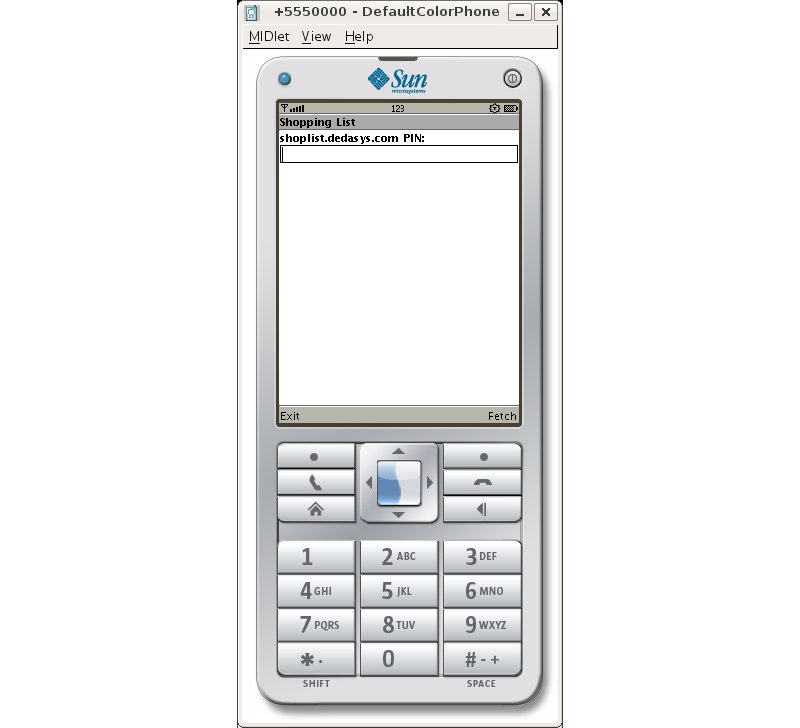 +5550000 - DefaultColorPhone
MIDlet View Help
Sun
microsystems
123
Shopping List
shoplist.dedasys.com PIN:
Exit Fetch
1 2 ABC 3 DEF
4 GHI 5 JKL 6 MNO
7 PQRS 8 TUV 9 WXYZ
* . 0 # - +
SHIFT SPACE